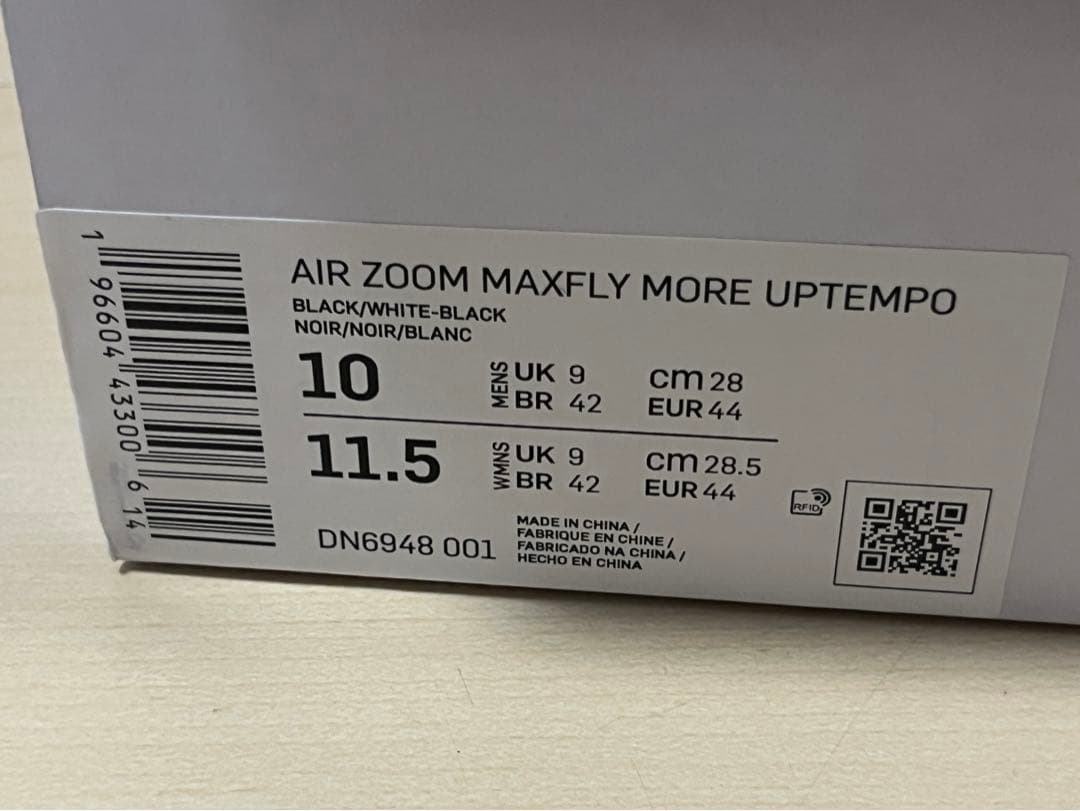 1 96604 43300 6 14
AIR ZOOM MAXFLY MORE UPTEMPO
BLACK/WHITE-BLACK
NOIR/NOIR/BLANC
10 MENS UK 9 cm 28
BR 42 EUR 44
11.5 WMNS UK 9 cm 28.5
BR 42 EUR 44
DN6948 001
MADE IN CHINA /
FABRIQUE EN CHINE /
FABRICADO NA CHINA /
HECHO EN CHINA
RFID